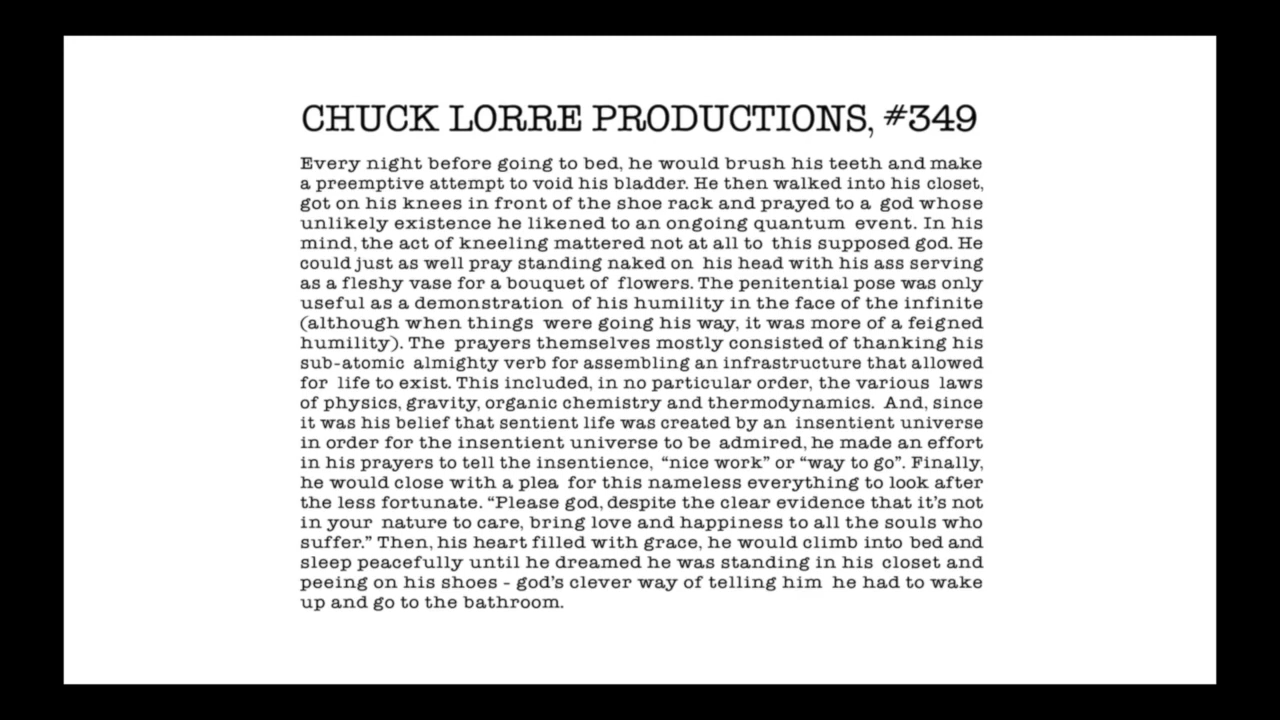 CHUCK LORRE PRODUCTIONS, #349
Every night before going to bed, he would brush his teeth and make
a preemptive attempt to void his bladder. He then walked into his closet,
got on his knees in front of the shoe rack and prayed to a god whose
unlikely existence he likened to an ongoing quantum event. In his
mind, the act of kneeling mattered not at all to this supposed god. He
could just as well pray standing naked on his head with his ass serving
as a fleshy vase for a bouquet of flowers. The penitential pose was only
useful as a demonstration of his humility in the face of the infinite
(although when things were going his way, it was more of a feigned
humility). The prayers themselves mostly consisted of thanking his
sub-atomic almighty verb for assembling an infrastructure that allowed
for life to exist. This included, in no particular order, the various laws
of physics, gravity, organic chemistry and thermodynamics. And, since
it was his belief that sentient life was created by an insentient universe
in order for the insentient universe to be admired, he made an effort
in his prayers to tell the insentience, “nice work” or “way to go”. Finally,
he would close with a plea for this nameless everything to look after
the less fortunate. “Please god, despite the clear evidence that it’s not
in your nature to care, bring love and happiness to all the souls who
suffer.” Then, his heart filled with grace, he would climb into bed and
sleep peacefully until he dreamed he was standing in his closet and
peeing on his shoes - god’s clever way of telling him he had to wake
up and go to the bathroom.